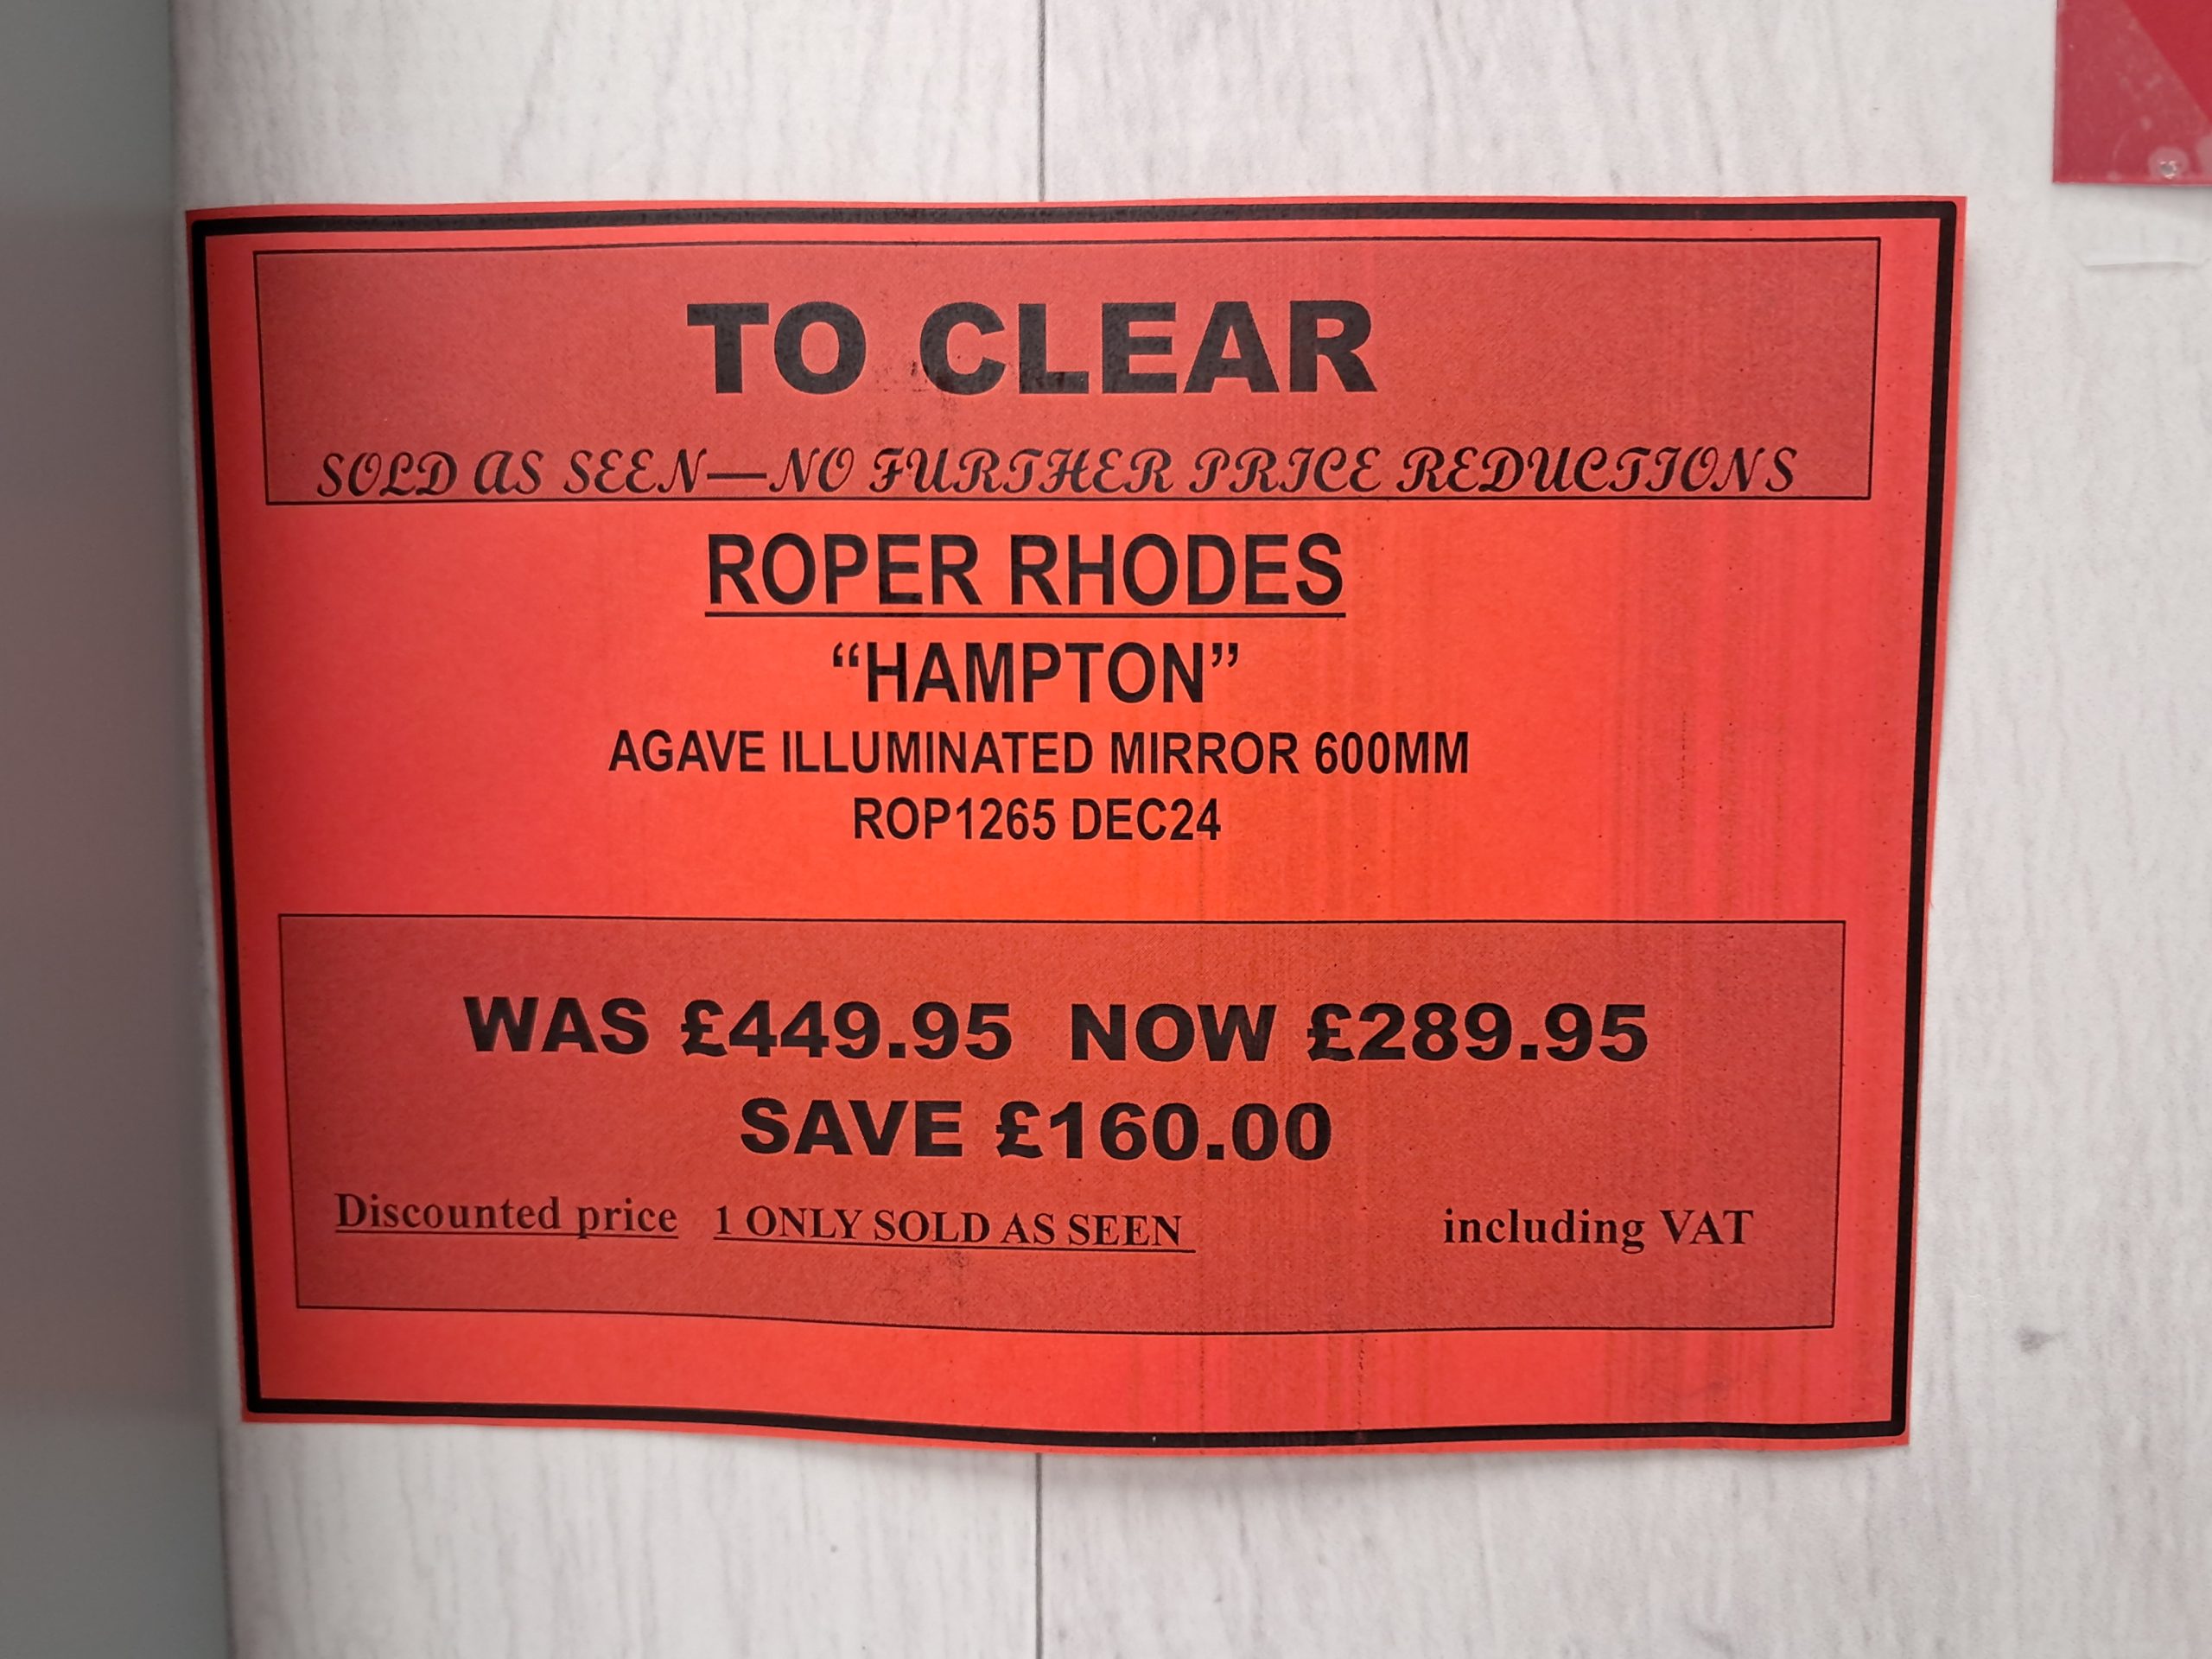 TO CLEAR
SOLD AS SEEN—NO FURTHER PRICE REDUCTIONS
ROPER RHODES
“HAMPTON”
AGAVE ILLUMINATED MIRROR 600MM
ROP1265 DEC24
WAS £449.95 NOW £289.95
SAVE £160.00
Discounted price 1 ONLY SOLD AS SEEN including VAT